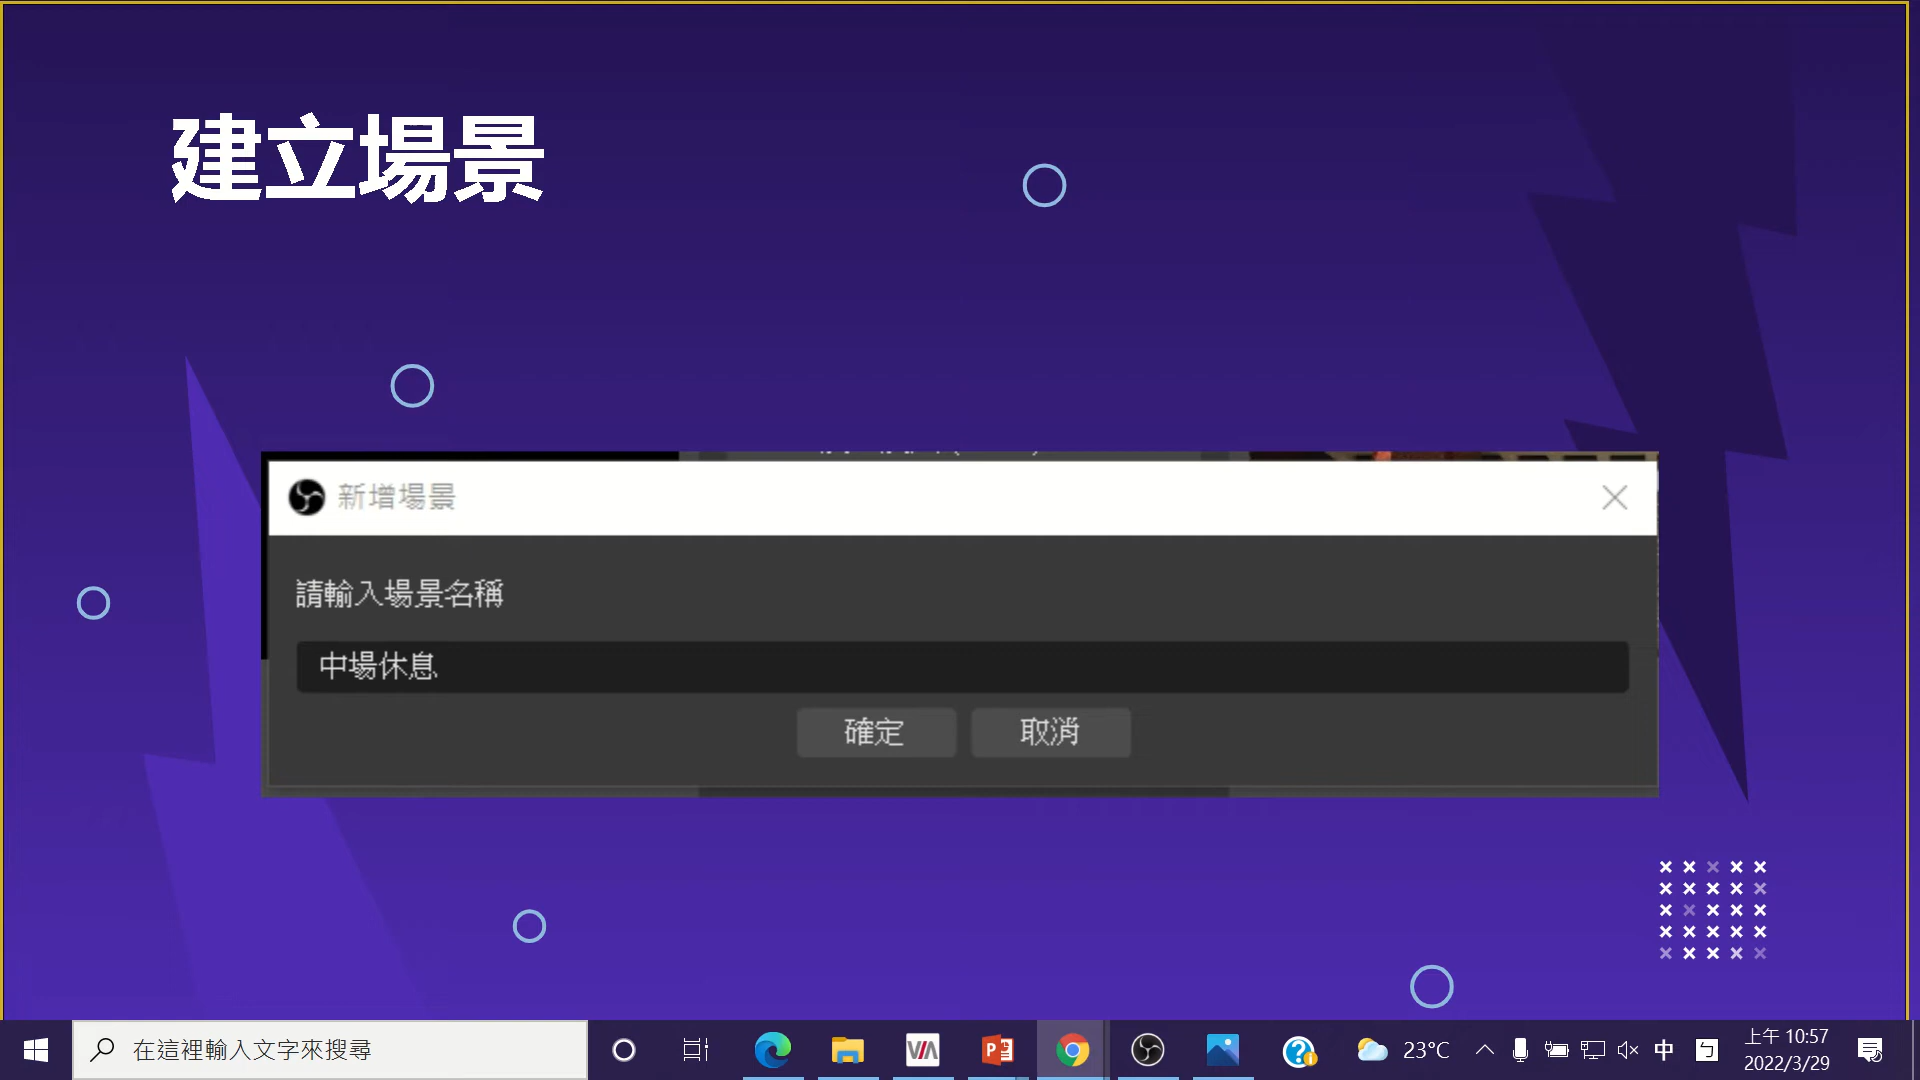 建立場景
新增場景
請輸入場景名稱
中場休息
確定
取消
在這裡輸入文字來搜尋
VIA
23°C
中
ㄅ
上午 10:57
2022/3/29